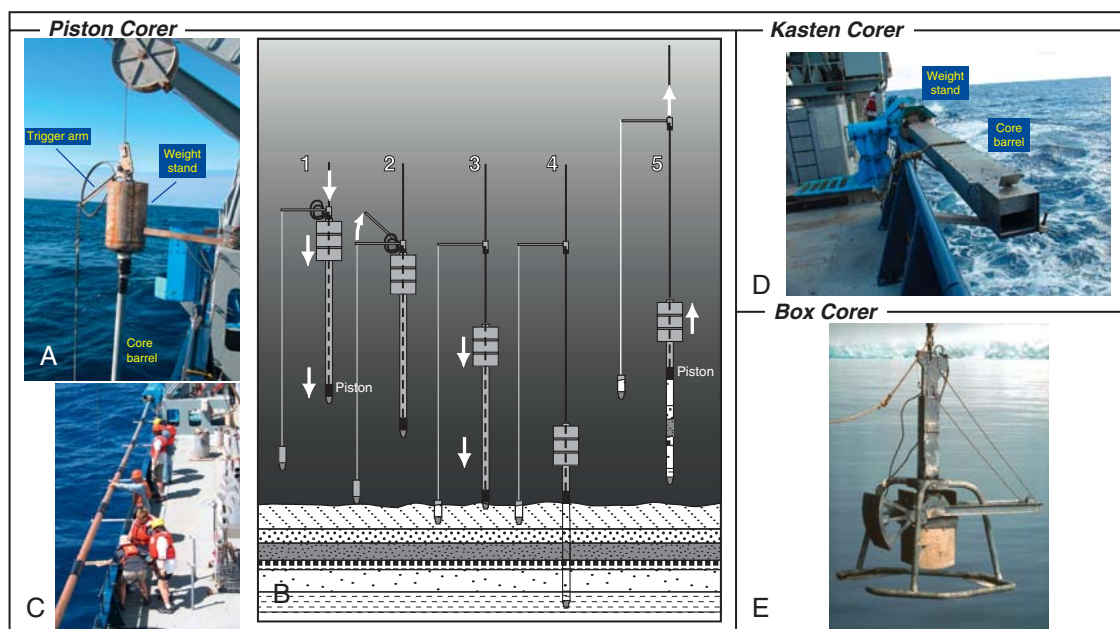 Piston Corer
Trigger arm
Weight
stand
Core
barrel
A
C
1
2
3
4
5
Piston
Piston
B
Kasten Corer
Weight
stand
Core
barrel
D
Box Corer
E